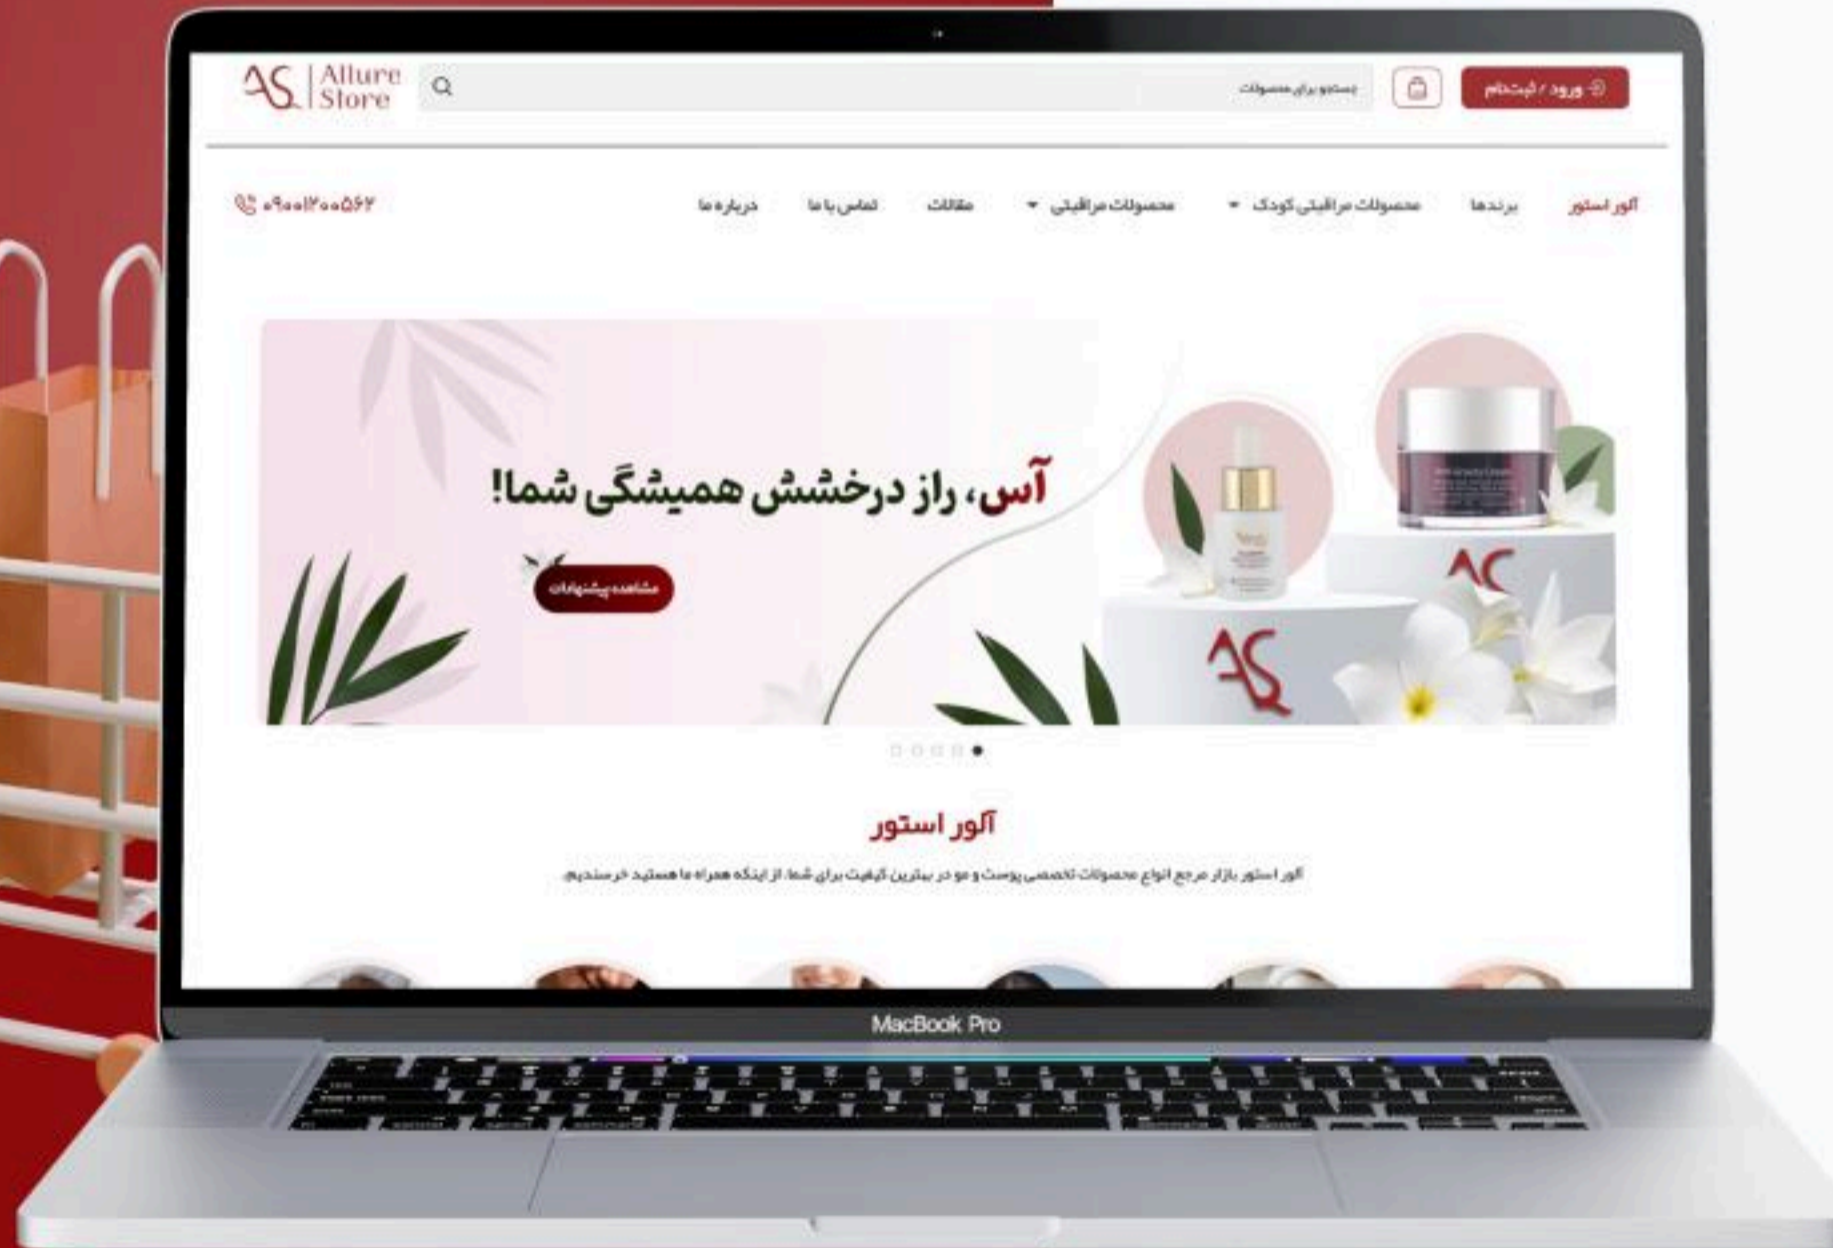 Allure
Store
جستجو برای محصولات
ورود / ثبت‌نام
آلور استور
برندها
محصولات مراقبتی کودک
محصولات مراقبتی
مقالات
تماس با ما
درباره ما
۰۹۰۰۱۲۰۰۵۶۲
آس، راز درخشش همیشگی شما!
مشاهده پیشنهادات
AS
آلور استور
آلور استور بازار مرجع انواع محصولات تخصصی پوست و مو در بهترین کیفیت برای شما. از اینکه همراه ما هستید خرسندیم.
MacBook Pro